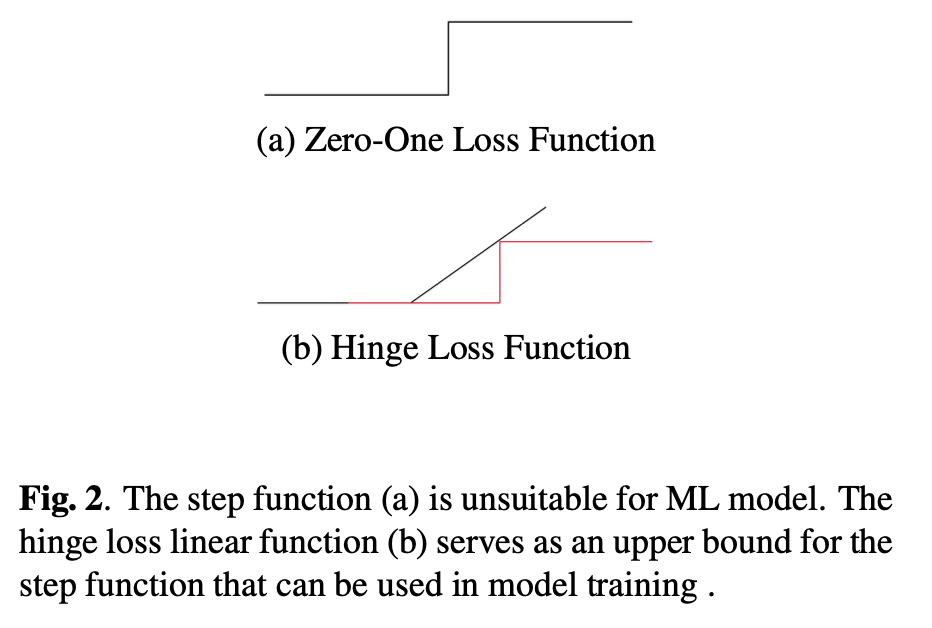 (a) Zero-One Loss Function
(b) Hinge Loss Function
Fig. 2. The step function (a) is unsuitable for ML model. The
hinge loss linear function (b) serves as an upper bound for the
step function that can be used in model training .